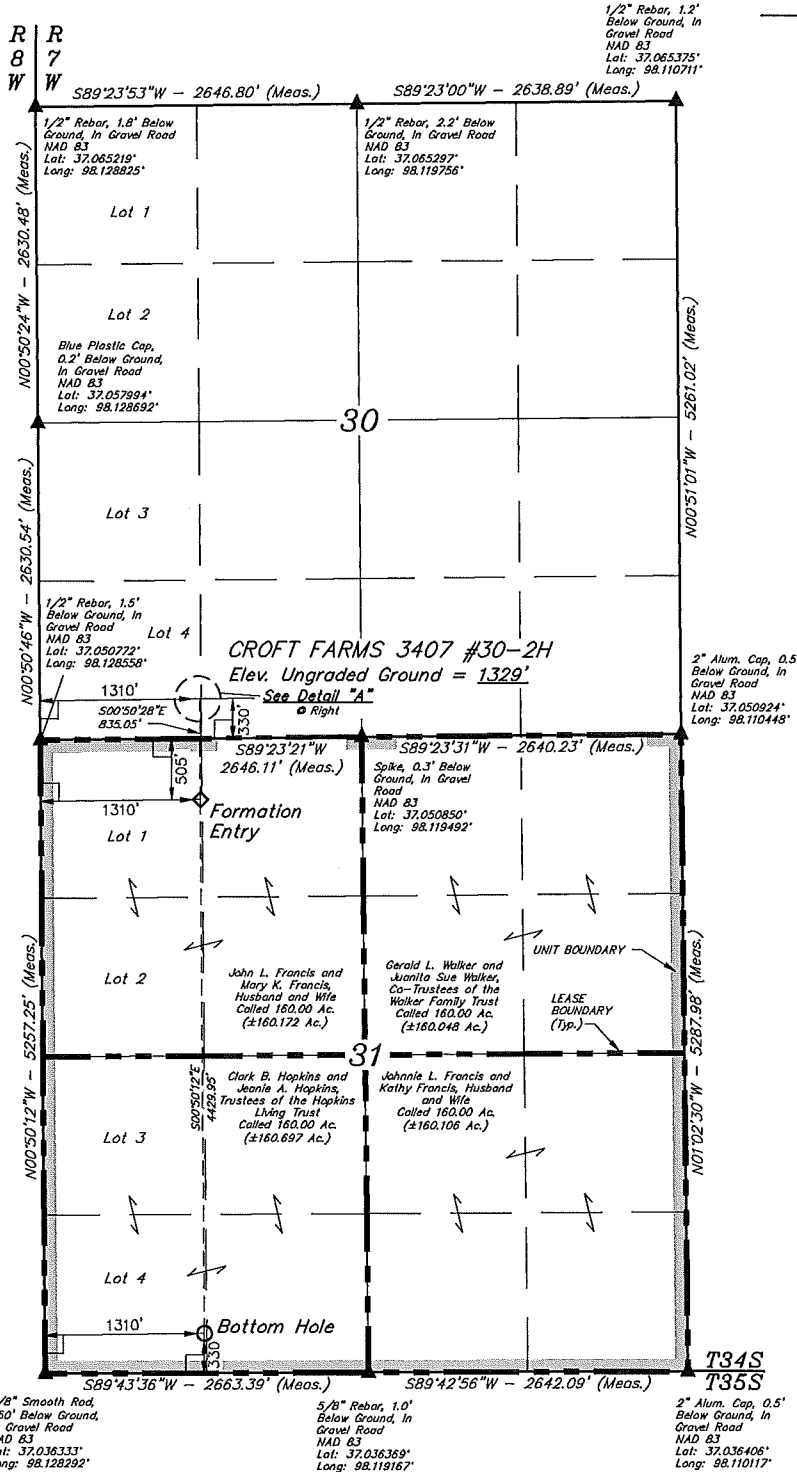 1/2" Rebar, 1.2'
Below Ground, In
Gravel Road
NAD 83
Lat: 37.065375°
Long: 98.110711°
R R
8 7
W W
S89°23'53"W - 2646.80' (Meas.)
S89°23'00"W - 2638.89' (Meas.)
1/2" Rebar, 1.8' Below
Ground, In Gravel Road
NAD 83
Lat: 37.065219°
Long: 98.128825°
1/2" Rebar, 2.2' Below
Ground, In Gravel Road
NAD 83
Lat: 37.065297°
Long: 98.119756°
N00°50'24"W - 2630.48' (Meas.)
Lot 1
Lot 2
Blue Plastic Cap,
0.2' Below Ground,
In Gravel Road
NAD 83
Lat: 37.057994°
Long: 98.128692°
30
N00°51'01"W - 5261.02' (Meas.)
Lot 3
N00°50'46"W - 2630.54' (Meas.)
1/2" Rebar, 1.5'
Below Ground, In
Gravel Road
NAD 83
Lat: 37.050772°
Long: 98.128558°
Lot 4
CROFT FARMS 3407 #30-2H
Elev. Ungraded Ground = 1329'
See Detail "A"
@ Right
1310'
S00°50'28"E
835.05'
330'
2" Alum. Cap, 0.5
Below Ground, In
Gravel Road
NAD 83
Lat: 37.050924°
Long: 98.110448°
S89°23'21"W
2646.11' (Meas.)
S89°23'31"W - 2640.23' (Meas.)
505'
1310'
Formation
Entry
Spike, 0.3' Below
Ground, In Gravel
Road
NAD 83
Lat: 37.050850°
Long: 98.119492°
Lot 1
N00°50'12"W - 5257.25' (Meas.)
Lot 2
John L. Francis and
Mary K. Francis,
Husband and Wife
Called 160.00 Ac.
(±160.172 Ac.)
Gerald L. Walker and
Juanita Sue Walker,
Co-Trustees of the
Walker Family Trust
Called 160.00 Ac.
(±160.048 Ac.)
UNIT BOUNDARY
LEASE
BOUNDARY
(Typ.)
N01°02'30"W - 5287.98' (Meas.)
31
S00°50'12"E
4429.95'
Clark B. Hopkins and
Jeanie A. Hopkins,
Trustees of the Hopkins
Living Trust
Called 160.00 Ac.
(±160.697 Ac.)
Johnnie L. Francis and
Kathy Francis, Husband
and Wife
Called 160.00 Ac.
(±160.106 Ac.)
Lot 3
Lot 4
1310'
Bottom Hole
330'
T34S
T35S
S89°43'36"W - 2663.39' (Meas.)
S89°42'56"W - 2642.09' (Meas.)
/8" Smooth Rod,
50' Below Ground,
Gravel Road
AD 83
at: 37.036333°
ong: 98.128292°
5/8" Rebar, 1.0'
Below Ground, In
Gravel Road
NAD 83
Lat: 37.036369°
Long: 98.119167°
2" Alum. Cap, 0.5'
Below Ground, In
Gravel Road
NAD 83
Lat: 37.036406°
Long: 98.110117°